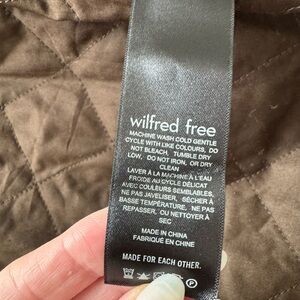 wilfred free
MACHINE WASH COLD GENTLE
CYCLE WITH LIKE COLOURS, DO
NOT BLEACH, TUMBLE DRY
LOW, DO NOT IRON, OR DRY
CLEAN
LAVER À LA MACHINE À L'EAU
FROIDE AU CYCLE DÉLICAT
AVEC COULEURS SEMBLABLES,
NE PAS JAVELISER, SÉCHER À
BASSE TEMPÉRATURE, NE PAS
REPASSER, OU NETTOYER À
SEC
MADE IN CHINA
FABRIQUÉ EN CHINE
MADE FOR EACH OTHER.